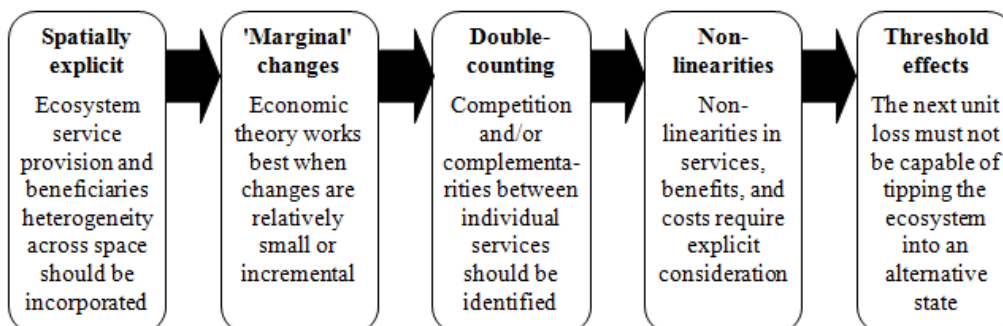 Spatially
explicit
Ecosystem
service
provision and
beneficiaries
heterogeneity
across space
should be
incorporated
'Marginal'
changes
Economic
theory works
best when
changes are
relatively
small or
incremental
Double-
counting
Competition
and/or
complementa-
rities between
individual
services
should be
identified
Non-
linearities
Non-
linearities in
services,
benefits, and
costs require
explicit
consideration
Threshold
effects
The next unit
loss must not
be capable of
tipping the
ecosystem
into an
alternative
state